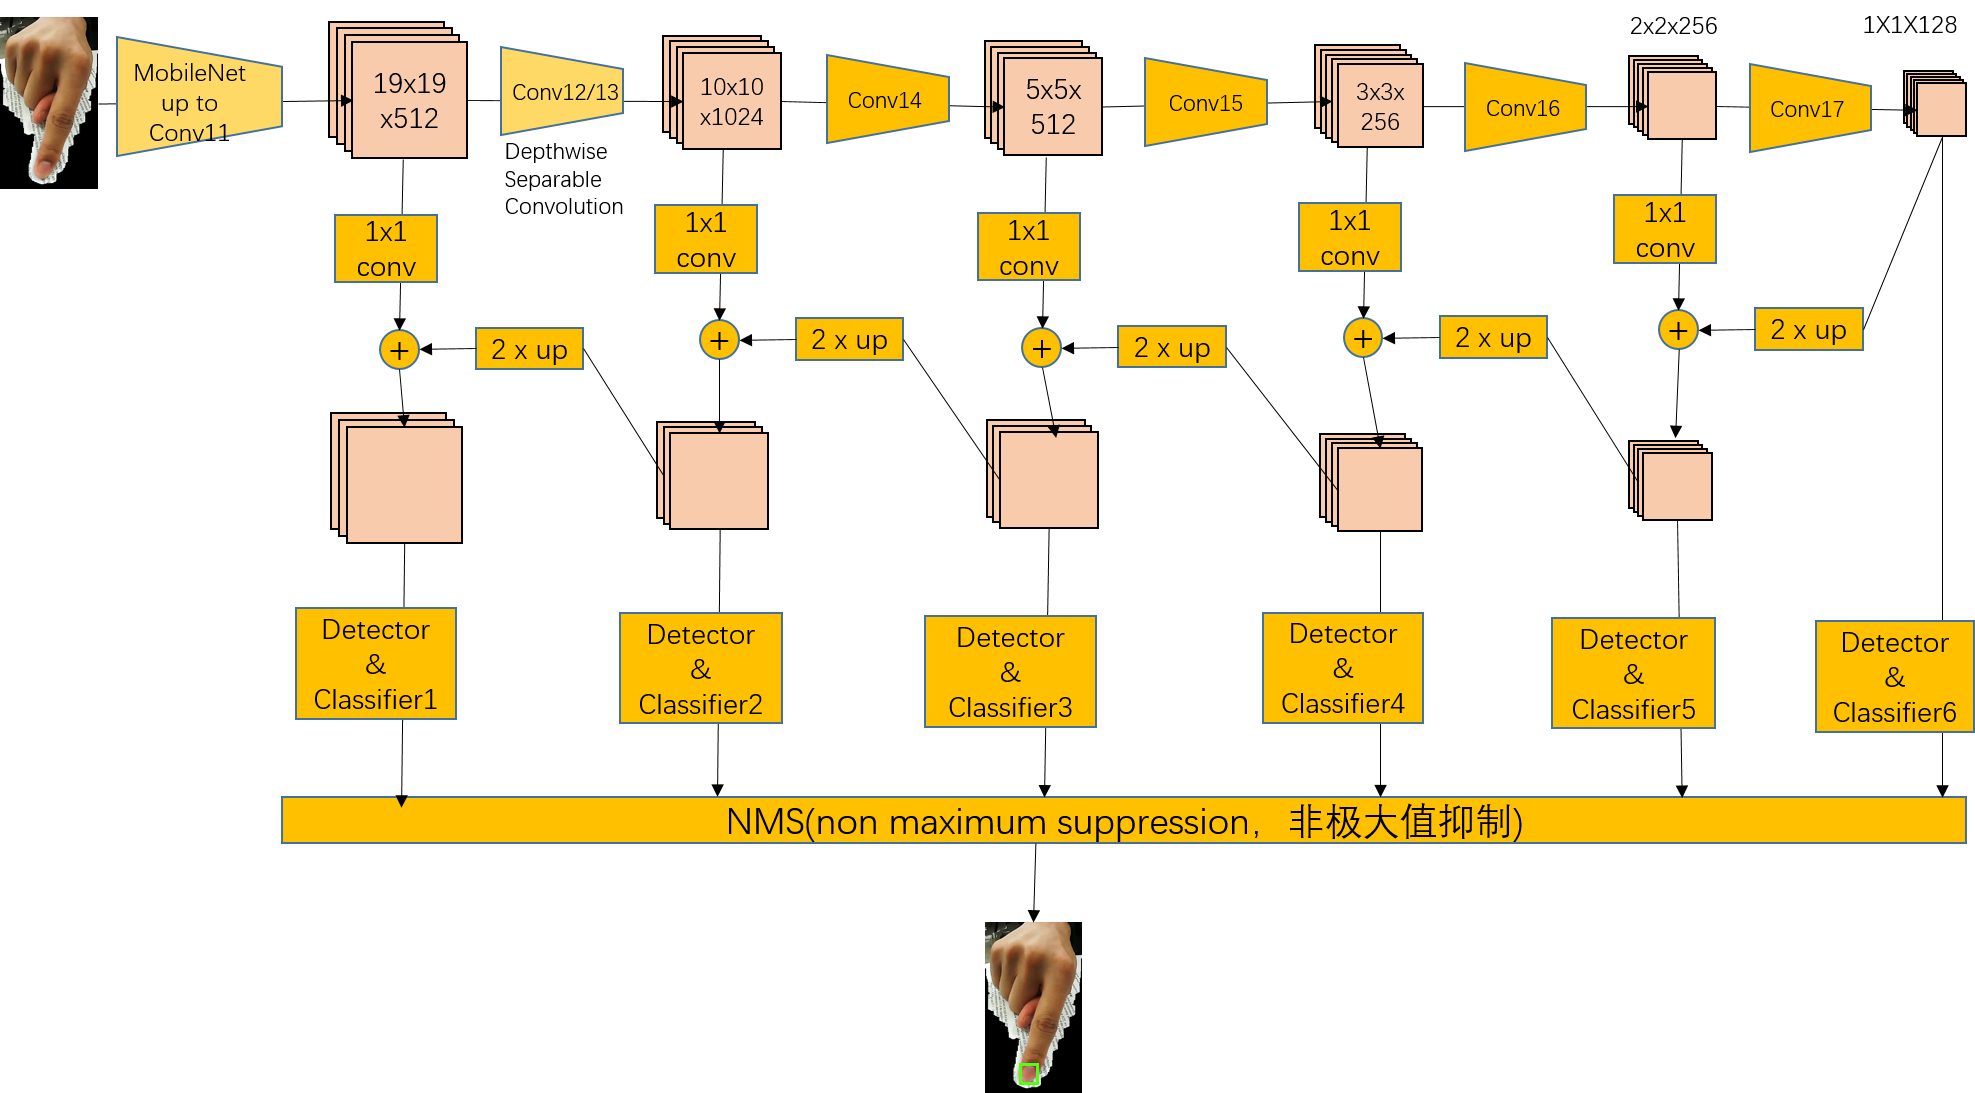 2x2x256
1X1X128
MobileNet
up to
Conv11
19x19
x512
Conv12/13
Depthwise
Separable
Convolution
10x10
x1024
Conv14
5x5x
512
Conv15
3x3x
256
Conv16
Conv17
1x1
conv
1x1
conv
1x1
conv
1x1
conv
1x1
conv
+
2 x up
+
2 x up
+
2 x up
+
2 x up
+
2 x up
Detector
&
Classifier1
Detector
&
Classifier2
Detector
&
Classifier3
Detector
&
Classifier4
Detector
&
Classifier5
Detector
&
Classifier6
NMS(non maximum suppression，非极大值抑制)